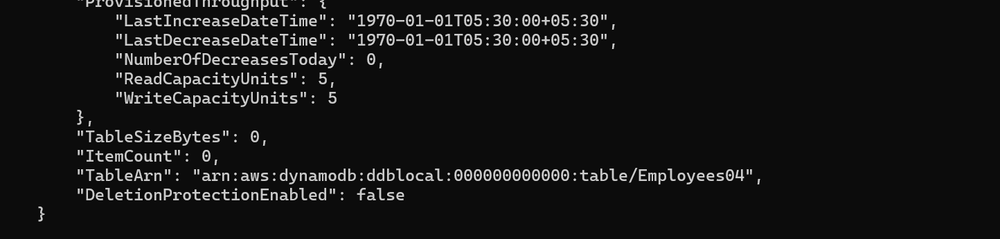 "ProvisionedThroughput": {
"LastIncreaseDateTime": "1970-01-01T05:30:00+05:30",
"LastDecreaseDateTime": "1970-01-01T05:30:00+05:30",
"NumberOfDecreasesToday": 0,
"ReadCapacityUnits": 5,
"WriteCapacityUnits": 5
},
"TableSizeBytes": 0,
"ItemCount": 0,
"TableArn": "arn:aws:dynamodb:ddblocal:000000000000:table/Employees04",
"DeletionProtectionEnabled": false
}